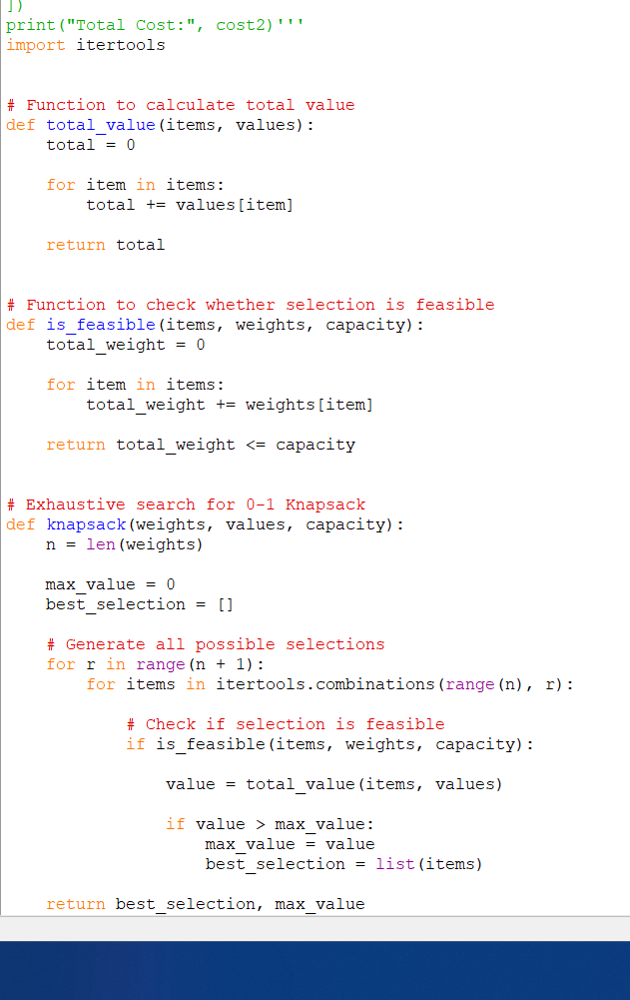 ])
print("Total Cost:", cost2)'''
import itertools
# Function to calculate total value
def total_value(items, values):
    total = 0
    for item in items:
        total += values[item]
    return total
# Function to check whether selection is feasible
def is_feasible(items, weights, capacity):
    total_weight = 0
    for item in items:
        total_weight += weights[item]
    return total_weight <= capacity
# Exhaustive search for 0-1 Knapsack
def knapsack(weights, values, capacity):
    n = len(weights)
    max_value = 0
    best_selection = []
    # Generate all possible selections
    for r in range(n + 1):
        for items in itertools.combinations(range(n), r):
            # Check if selection is feasible
            if is_feasible(items, weights, capacity):
                value = total_value(items, values)
                if value > max_value:
                    max_value = value
                    best_selection = list(items)
    return best_selection, max_value